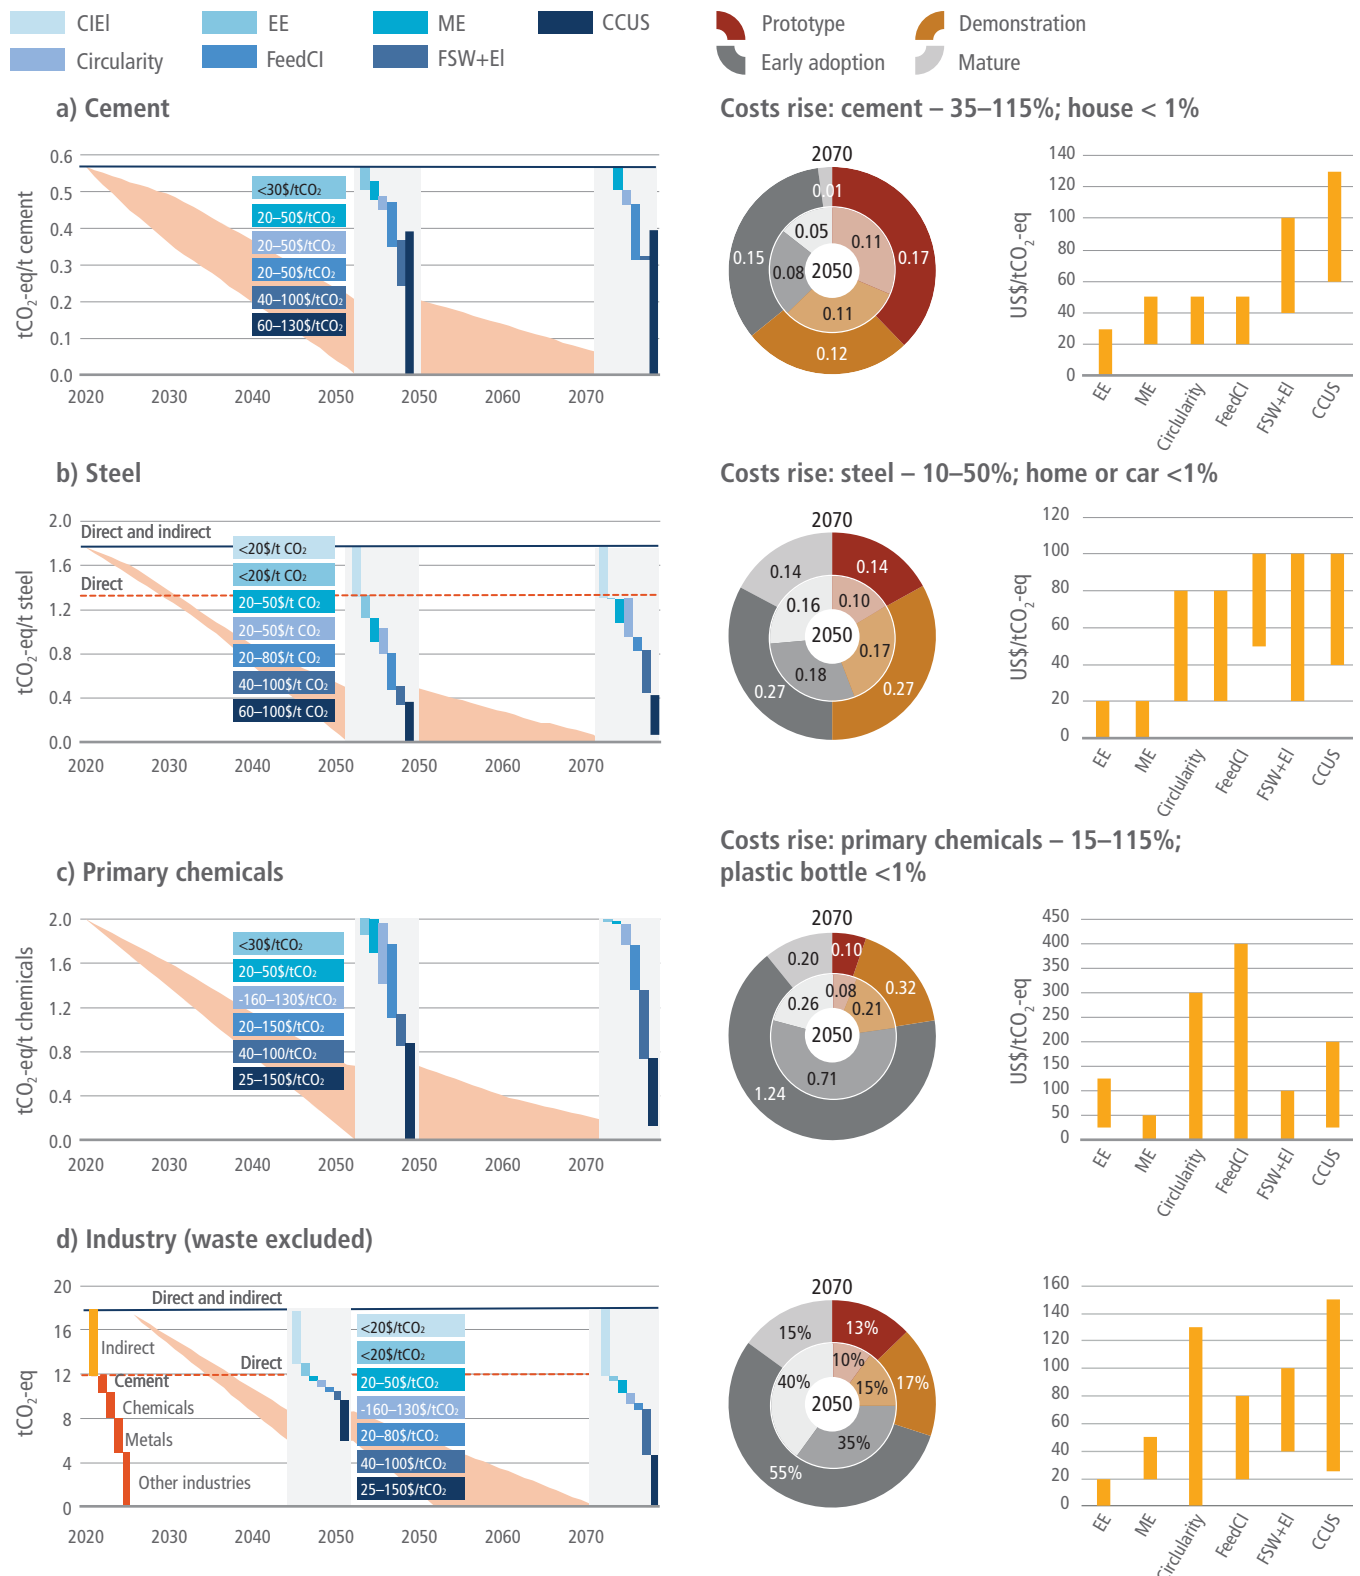 CIEl
EE
ME
CCUS
Circularity
FeedCI
FSW+El
Prototype
Demonstration
Early adoption
Mature
a) Cement
Costs rise: cement – 35–115%; house < 1%
tCO2-eq/t cement
0.6
0.5
0.4
0.3
0.2
0.1
0.0
<30$/tCO2
20–50$/tCO2
20–50$/tCO2
20–50$/tCO2
40–100$/tCO2
60–130$/tCO2
2020
2030
2040
2050
2050
2060
2070
2070
0.01
0.17
0.12
0.15
0.05
0.11
0.11
0.08
2050
US$/tCO2-eq
140
120
100
80
60
40
20
0
EE
ME
Circlularity
FeedCI
FSW+El
CCUS
b) Steel
Costs rise: steel – 10–50%; home or car <1%
tCO2-eq/t steel
2.0
1.6
1.2
0.8
0.4
0.0
Direct and indirect
Direct
<20$/t CO2
<20$/t CO2
20–50$/t CO2
20–50$/t CO2
20–80$/t CO2
40–100$/t CO2
60–100$/t CO2
2020
2030
2040
2050
2050
2060
2070
2070
0.14
0.14
0.27
0.27
0.16
0.10
0.17
0.18
2050
US$/tCO2-eq
120
100
80
60
40
20
0
EE
ME
Circlularity
FeedCI
FSW+El
CCUS
Costs rise: primary chemicals – 15–115%;
plastic bottle <1%
c) Primary chemicals
tCO2-eq/t chemicals
2.0
1.6
1.2
0.8
0.4
0.0
<30$/tCO2
20–50$/tCO2
-160–130$/tCO2
20–150$/tCO2
40–100/tCO2
25–150$/tCO2
2020
2030
2040
2050
2050
2060
2070
2070
0.20
0.10
0.32
1.24
0.26
0.08
0.21
0.71
2050
US$/tCO2-eq
450
400
350
300
250
200
150
100
50
0
EE
ME
Circlularity
FeedCI
FSW+El
CCUS
d) Industry (waste excluded)
tCO2-eq
20
16
12
8
4
0
Direct and indirect
Indirect
Direct
Cement
Chemicals
Metals
Other industries
<20$/tCO2
<20$/tCO2
20–50$/tCO2
-160–130$/tCO2
20–80$/tCO2
40–100$/tCO2
25–150$/tCO2
2020
2030
2040
2050
2050
2060
2070
2070
15%
13%
17%
55%
40%
10%
15%
35%
2050
160
140
120
100
80
60
40
20
0
EE
ME
Circlularity
FeedCI
FSW+El
CCUS